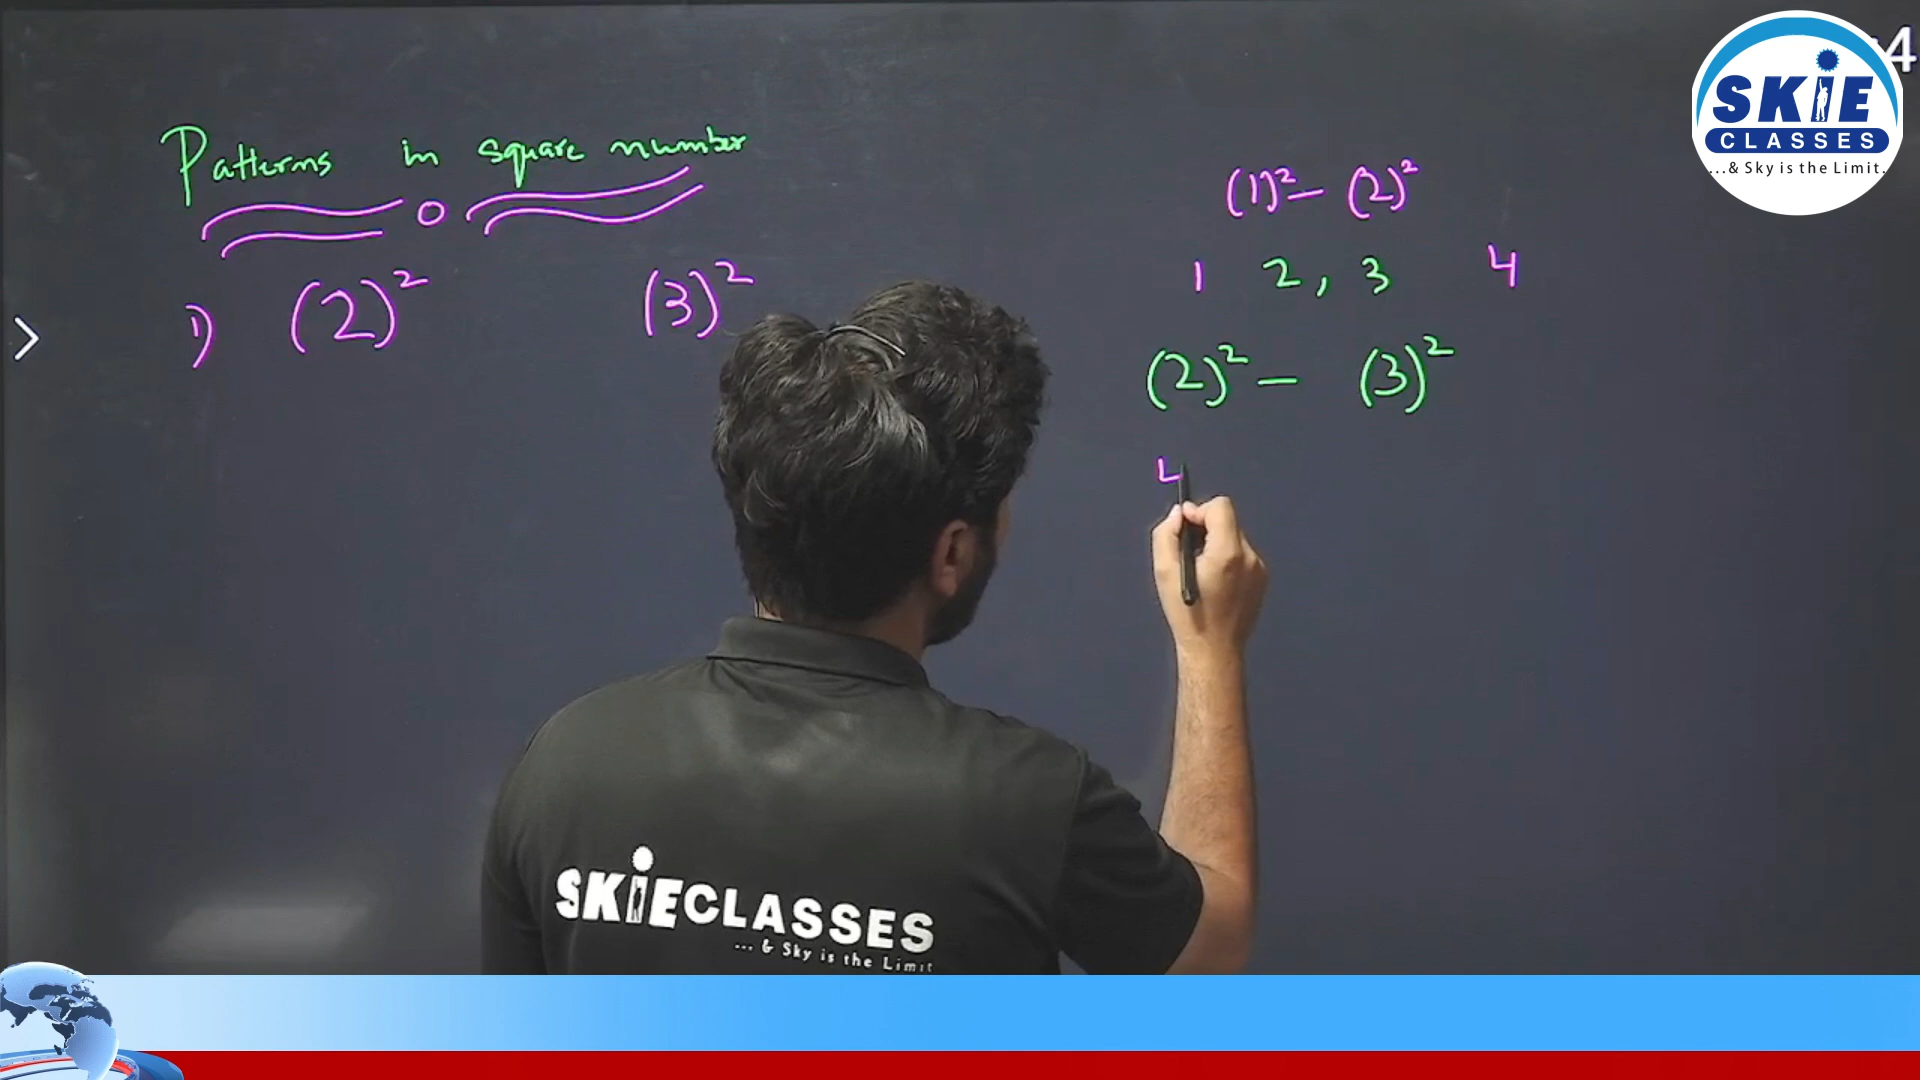 Patterns in square number
1) (2)² (3)²
(1)² – (2)²
1 2, 3 4
(2)² – (3)²
4
SKIE
CLASSES
...& Sky is the Limit.
SKIECLASSES
... & Sky is the Limit